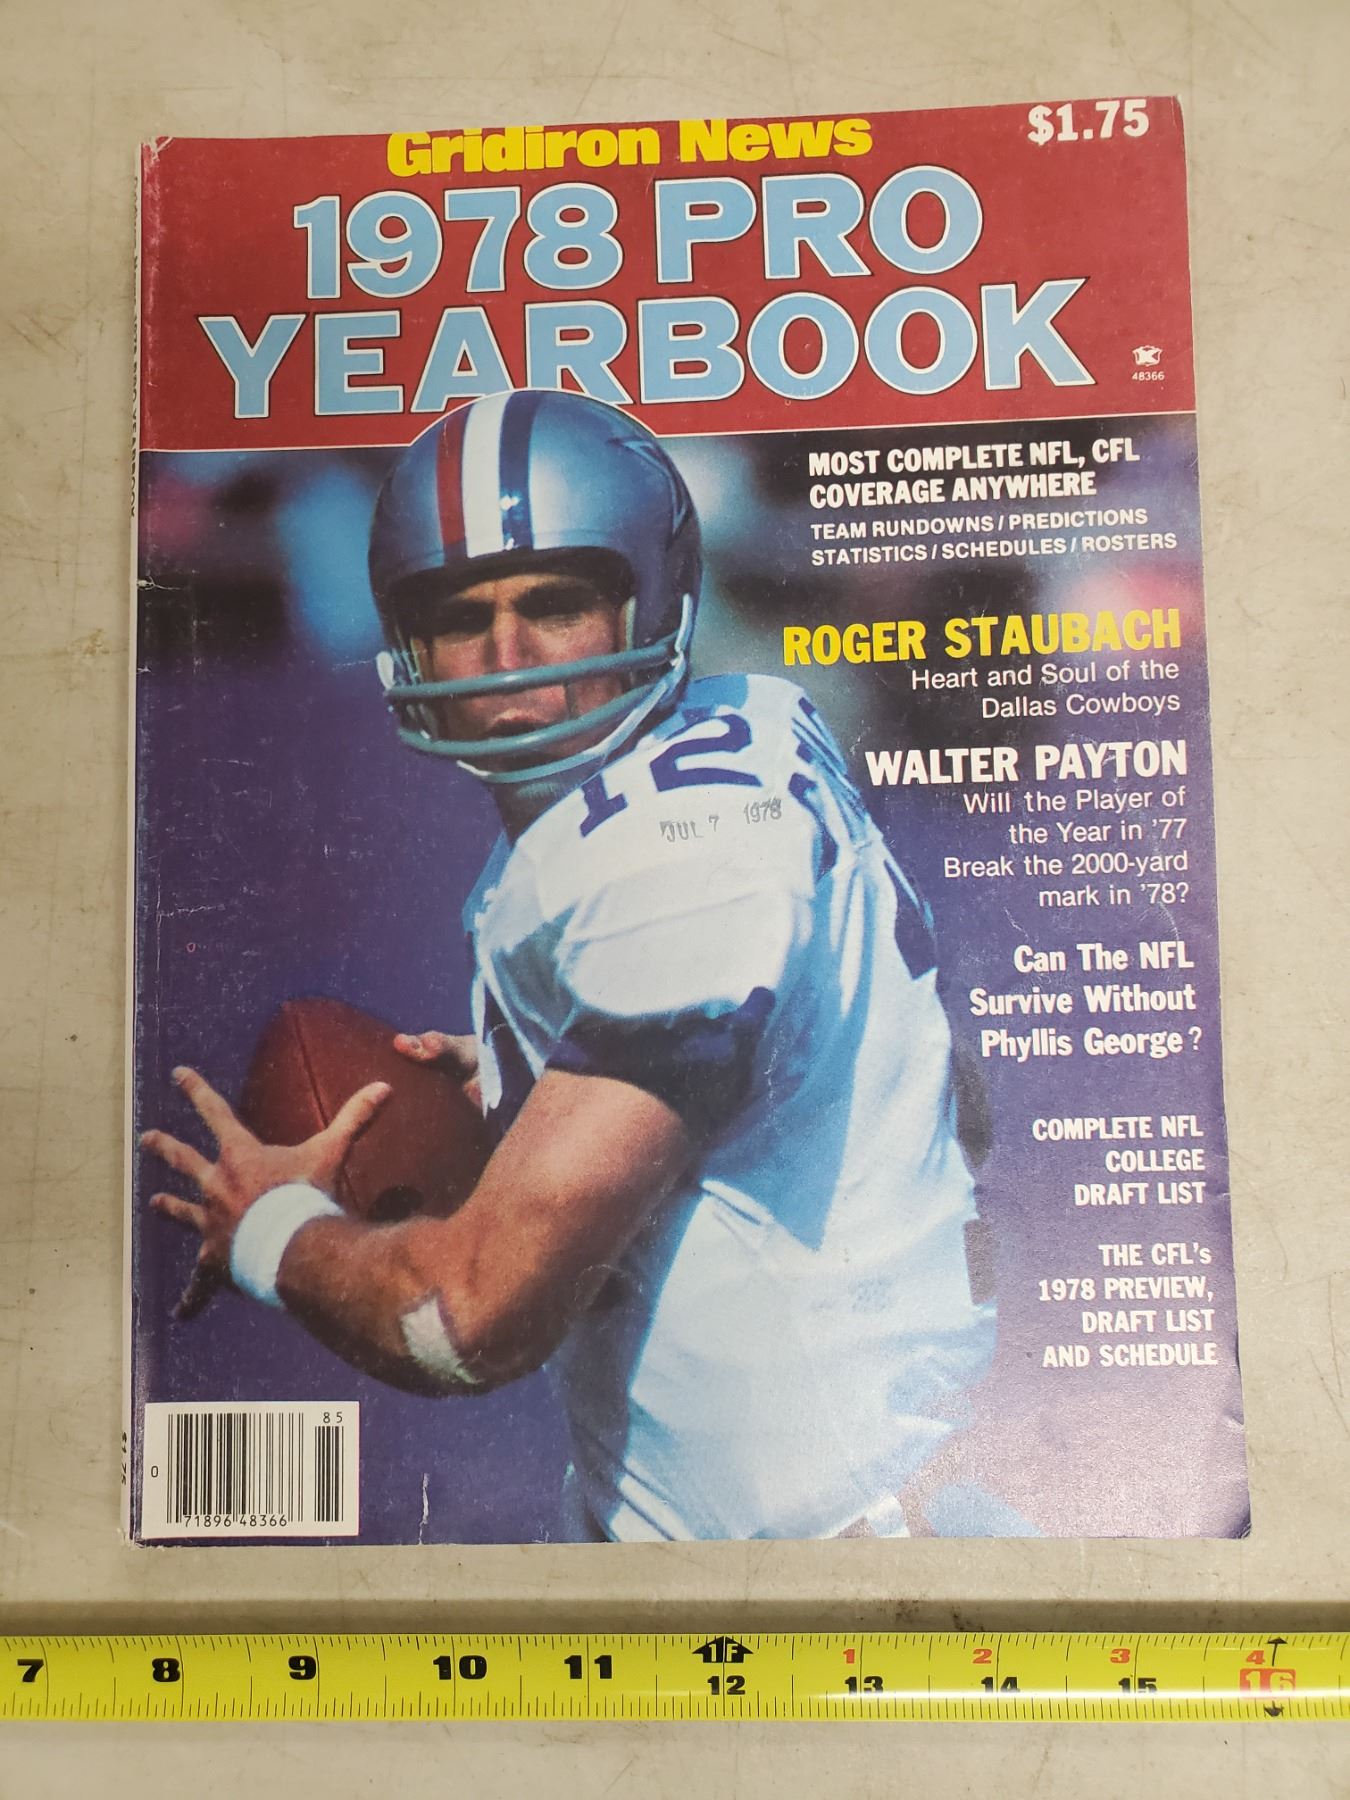 Gridiron News
$1.75
1978 PRO
YEARBOOK
48366
MOST COMPLETE NFL, CFL
COVERAGE ANYWHERE
TEAM RUNDOWNS / PREDICTIONS
STATISTICS / SCHEDULES / ROSTERS
ROGER STAUBACH
Heart and Soul of the
Dallas Cowboys
WALTER PAYTON
Will the Player of
the Year in '77
Break the 2000-yard
mark in '78?
12
JUL 7 1978
Can The NFL
Survive Without
Phyllis George?
COMPLETE NFL
COLLEGE
DRAFT LIST
THE CFL's
1978 PREVIEW,
DRAFT LIST
AND SCHEDULE
85
0
71896 48366
$1.75
1F 1 2 3 4
7 8 9 10 11 12 13 14 15 16